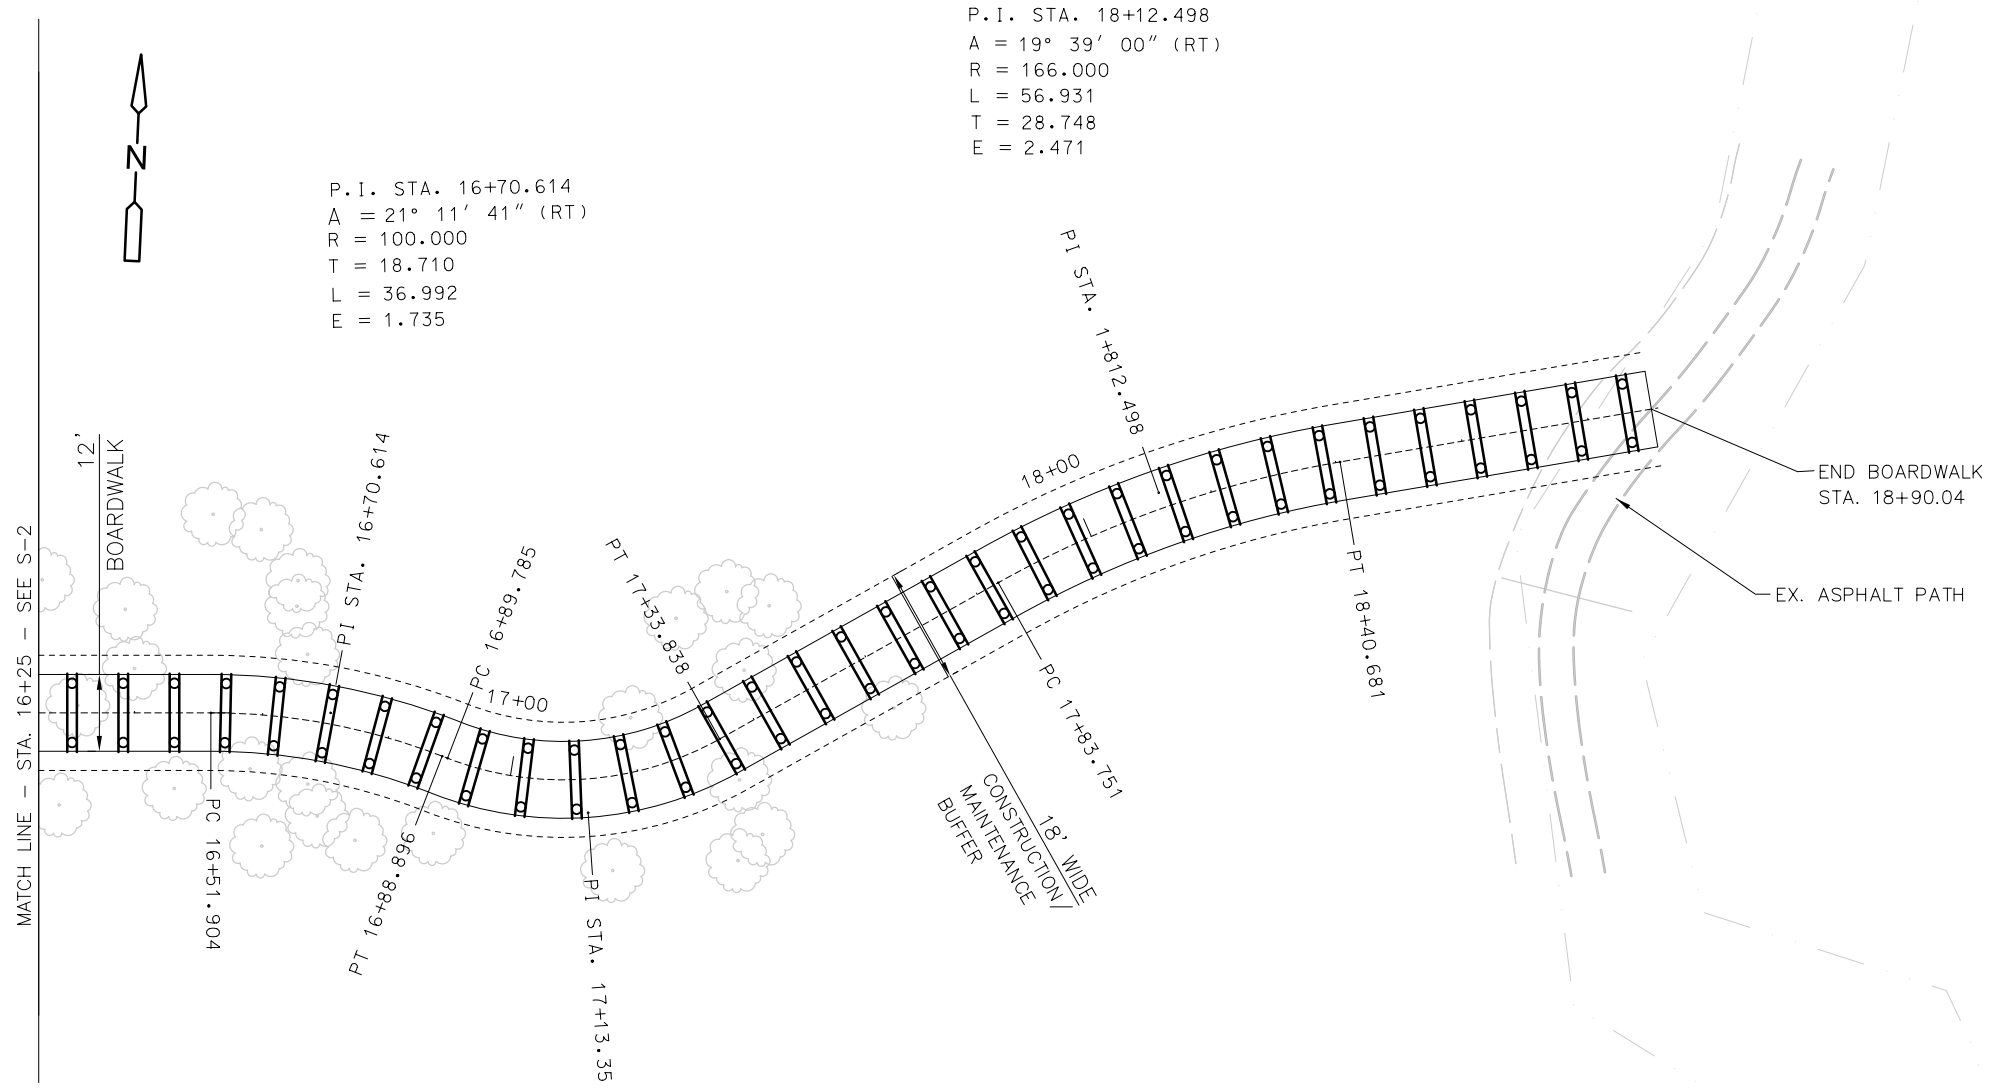 P.I. STA. 18+12.498
A = 19° 39' 00" (RT)
R = 166.000
L = 56.931
T = 28.748
E = 2.471
N
P.I. STA. 16+70.614
A = 21° 11' 41" (RT)
R = 100.000
T = 18.710
L = 36.992
E = 1.735
MATCH LINE - STA. 16+25 - SEE S-2
12'
BOARDWALK
PI STA. 16+70.614
PC 16+89.785
PT 17+33.838
PI STA. 1+812.498
17+00
18+00
PC 16+51.904
PT 16+88.896
PI STA. 17+13.35
PC 17+83.751
PT 18+40.681
18' WIDE
CONSTRUCTION/
MAINTENANCE
BUFFER
END BOARDWALK
STA. 18+90.04
EX. ASPHALT PATH